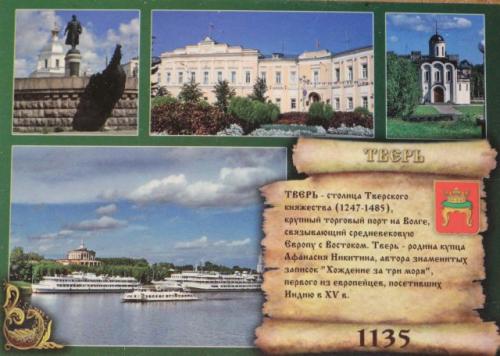 ТВЕРЬ
ТВЕРЬ - столица Тверского
княжества (1247-1485),
крупный торговый порт на Волге,
связывающий средневековую
Европу с Востоком. Тверь - родина купца
Афанасия Никитина, автора знаменитых
записок "Хождение за три моря",
первого из европейцев, посетивших
Индию в XV в.
1135